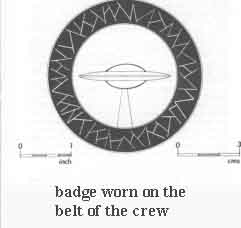 0 1 0 3
inch cms
badge worn on the
belt of the crew